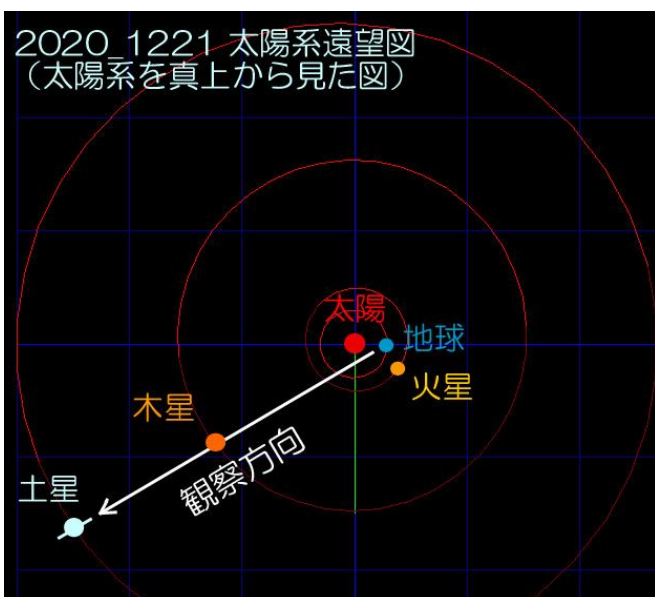 2020_1221 太陽系遠望図
（太陽系を真上から見た図）
太陽
地球
火星
木星
観察方向
土星